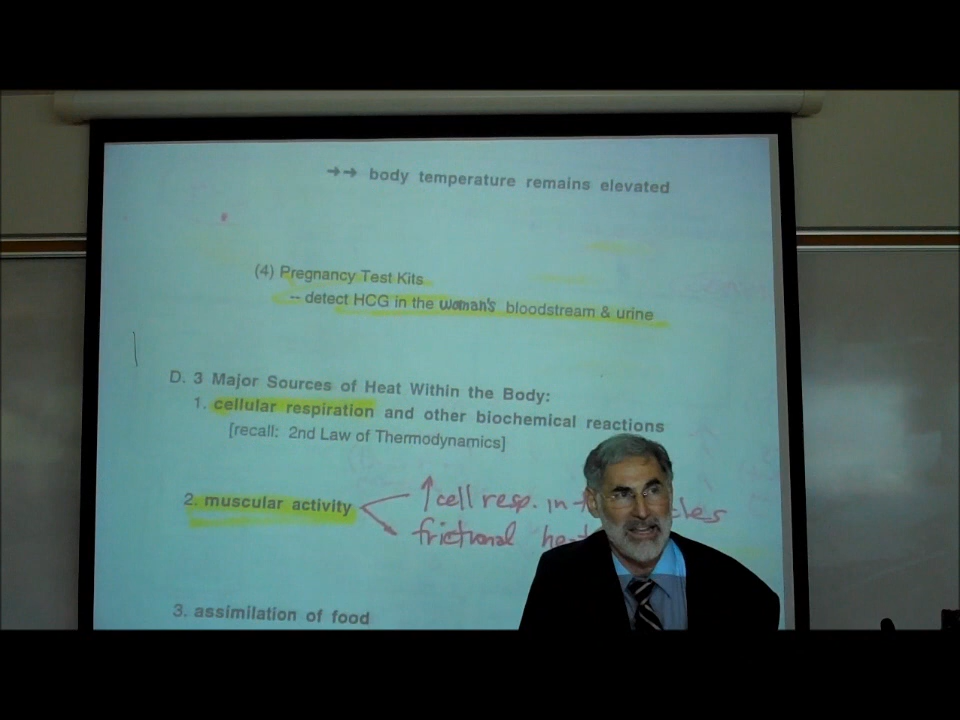 →→ body temperature remains elevated
(4) Pregnancy Test Kits
-- detect HCG in the woman's bloodstream & urine
D. 3 Major Sources of Heat Within the Body:
1. cellular respiration and other biochemical reactions
[recall: 2nd Law of Thermodynamics]
2. muscular activity
↑cell resp. in
frictional
3. assimilation of food